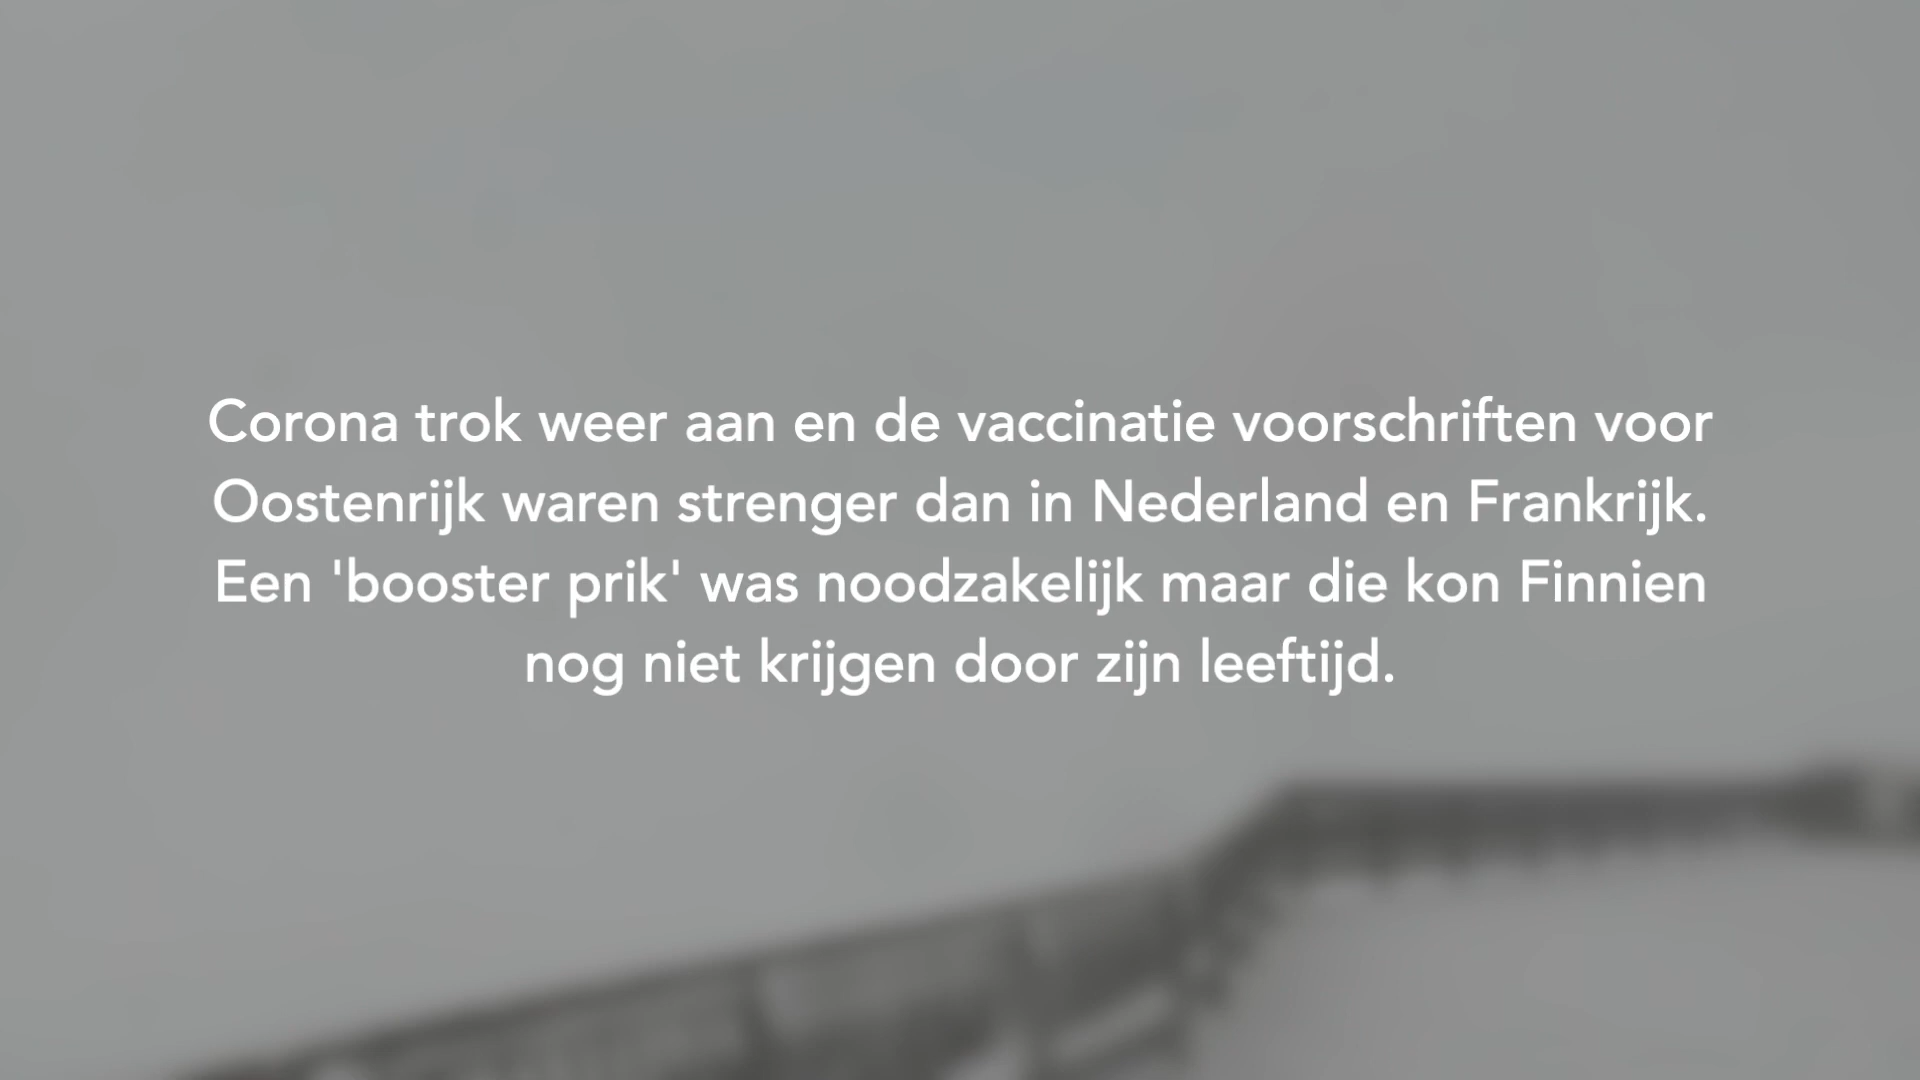 Corona trok weer aan en de vaccinatie voorschriften voor
Oostenrijk waren strenger dan in Nederland en Frankrijk.
Een 'booster prik' was noodzakelijk maar die kon Finnien
nog niet krijgen door zijn leeftijd.